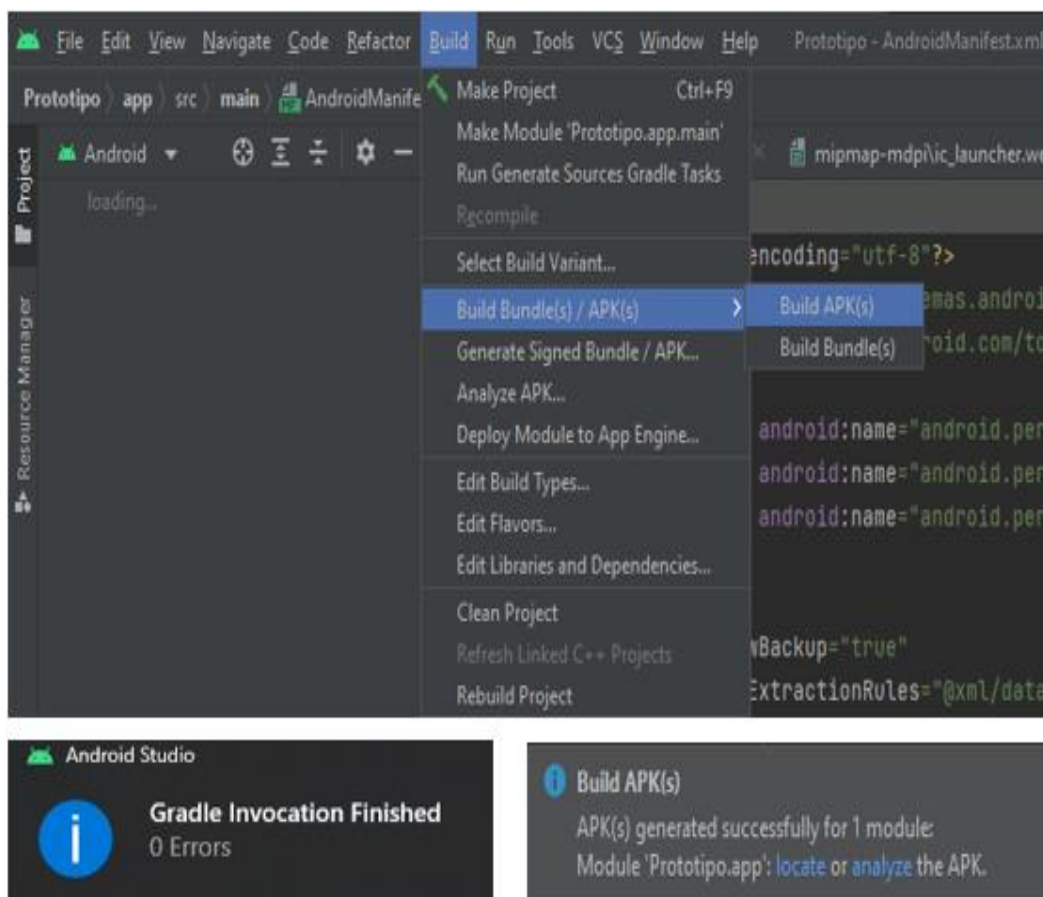 File Edit View Navigate Code Refactor Build Run Tools VCS Window Help Prototipo - AndroidManifest.xml
Prototipo app src main AndroidManife
Make Project Ctrl+F9
Make Module 'Prototipo.app.main'
Android
mipmap-mdpi\ic_launcher.we
Run Generate Sources Gradle Tasks
Project
loading...
Recompile
Select Build Variant...
encoding="utf-8"?>
Build Bundle(s) / APK(s)
Build APK(s)
emas.androi
Resource Manager
Generate Signed Bundle / APK...
Build Bundle(s)
roid.com/to
Analyze APK...
Deploy Module to App Engine...
android:name="android.per
Edit Build Types...
android:name="android.per
Edit Flavors...
android:name="android.per
Edit Libraries and Dependencies...
Clean Project
Refresh Linked C++ Projects
wBackup="true"
Rebuild Project
ExtractionRules="@xml/data
Android Studio
Gradle Invocation Finished
0 Errors
Build APK(s)
APK(s) generated successfully for 1 module:
Module 'Prototipo.app': locate or analyze the APK.